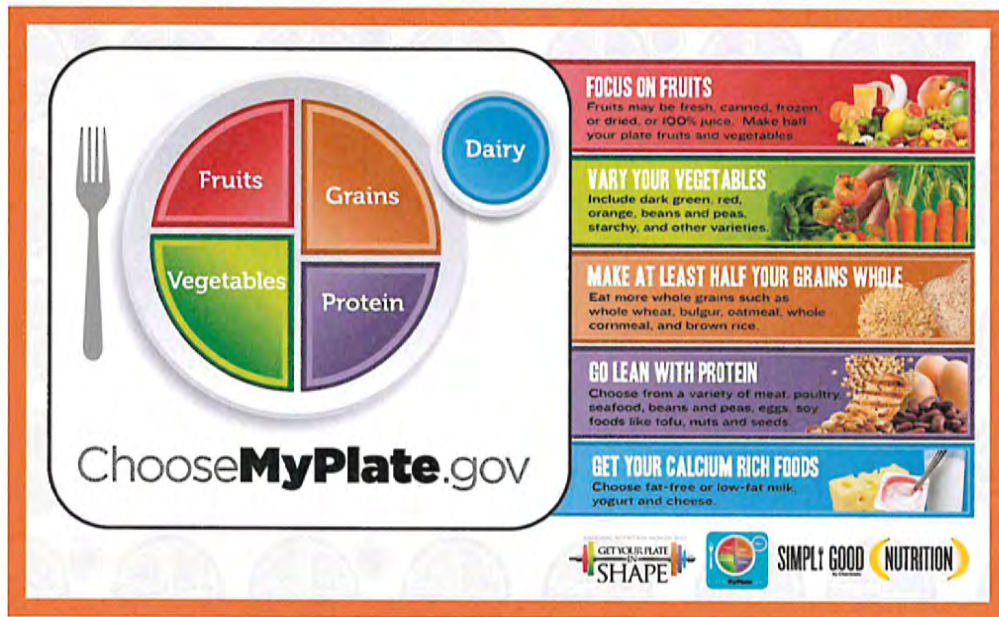 Fruits
Grains
Dairy
Vegetables
Protein
ChooseMyPlate.gov
FOCUS ON FRUITS
Fruits may be fresh, canned, frozen,
or dried, or 100% juice. Make half
your plate fruits and vegetables.
VARY YOUR VEGETABLES
Include dark green, red,
orange, beans and peas,
starchy, and other varieties.
MAKE AT LEAST HALF YOUR GRAINS WHOLE
Eat more whole grains such as
whole wheat, bulgur, oatmeal, whole
cornmeal, and brown rice.
GO LEAN WITH PROTEIN
Choose from a variety of meat, poultry,
seafood, beans and peas, eggs, soy
foods like tofu, nuts and seeds.
GET YOUR CALCIUM RICH FOODS
Choose fat-free or low-fat milk,
yogurt and cheese.
GET YOUR PLATE
IN
SHAPE
MyPlate
SIMPLY GOOD
NUTRITION